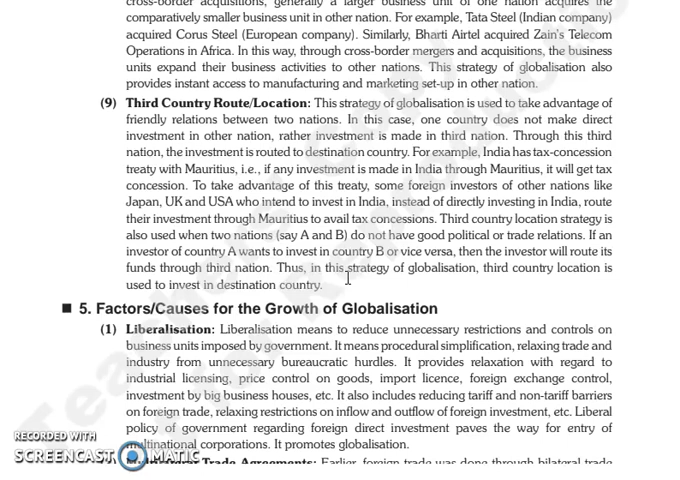 cross-border acquisitions, generally a larger business unit of one nation acquires the
comparatively smaller business unit in other nation. For example, Tata Steel (Indian company)
acquired Corus Steel (European company). Similarly, Bharti Airtel acquired Zain's Telecom
Operations in Africa. In this way, through cross-border mergers and acquisitions, the business
units expand their business activities to other nations. This strategy of globalisation also
provides instant access to manufacturing and marketing set-up in other nation.
(9) Third Country Route/Location: This strategy of globalisation is used to take advantage of
friendly relations between two nations. In this case, one country does not make direct
investment in other nation, rather investment is made in third nation. Through this third
nation, the investment is routed to destination country. For example, India has tax-concession
treaty with Mauritius, i.e., if any investment is made in India through Mauritius, it will get tax
concession. To take advantage of this treaty, some foreign investors of other nations like
Japan, UK and USA who intend to invest in India, instead of directly investing in India, route
their investment through Mauritius to avail tax concessions. Third country location strategy is
also used when two nations (say A and B) do not have good political or trade relations. If an
investor of country A wants to invest in country B or vice versa, then the investor will route its
funds through third nation. Thus, in this strategy of globalisation, third country location is
used to invest in destination country.
■ 5. Factors/Causes for the Growth of Globalisation
(1) Liberalisation: Liberalisation means to reduce unnecessary restrictions and controls on
business units imposed by government. It means procedural simplification, relaxing trade and
industry from unnecessary bureaucratic hurdles. It provides relaxation with regard to
industrial licensing, price control on goods, import licence, foreign exchange control,
investment by big business houses, etc. It also includes reducing tariff and non-tariff barriers
on foreign trade, relaxing restrictions on inflow and outflow of foreign investment, etc. Liberal
policy of government regarding foreign direct investment paves the way for entry of
multinational corporations. It promotes globalisation.
Trade Agreements: Earlier, foreign trade was done through bilateral trade
RECORDED WITH
SCREENCAST MATIC